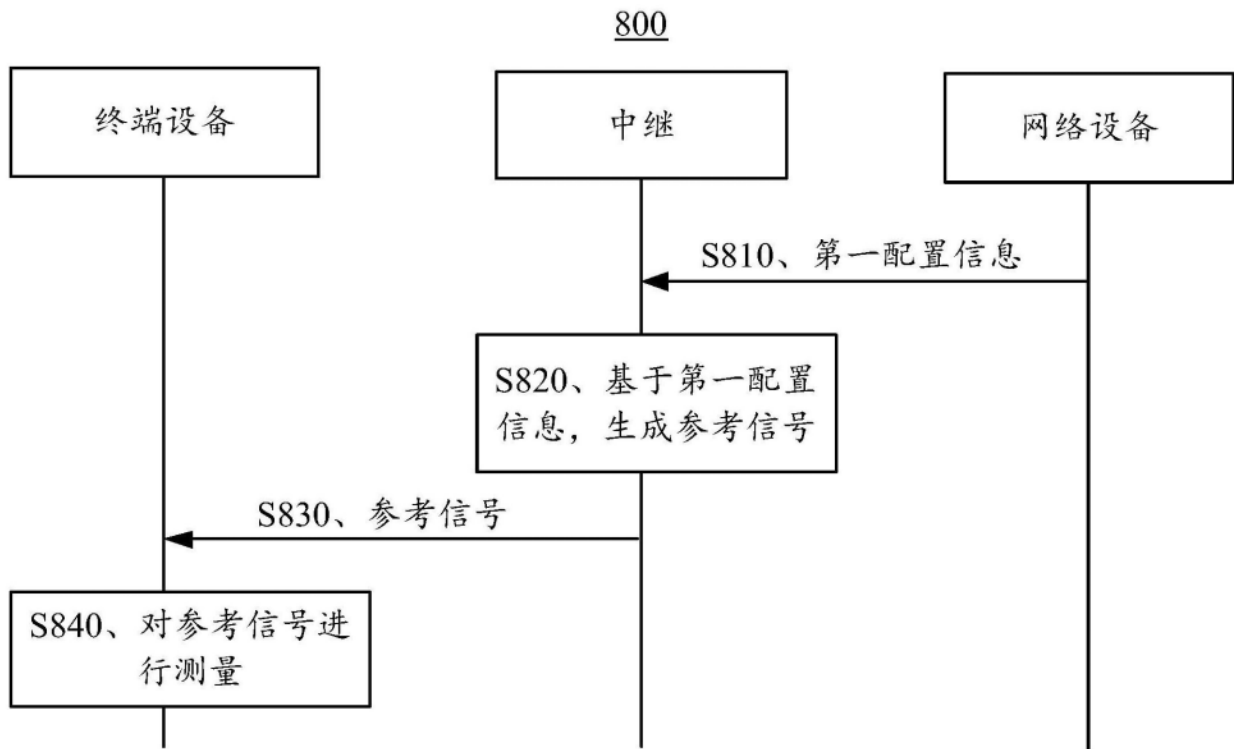 800
终端设备
中继
网络设备
S810、第一配置信息
S820、基于第一配置
信息，生成参考信号
S830、参考信号
S840、对参考信号进
行测量